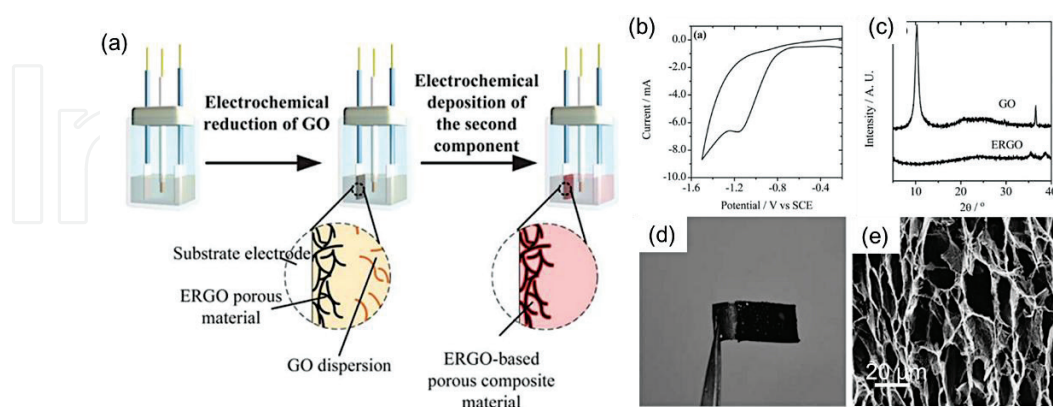 (a)
Electrochemical
reduction of GO
Electrochemical
deposition of
the second
component
Substrate electrode
ERGO porous
material
GO dispersion
ERGO-based
porous composite
material
(b)
(a)
0.0
-2.0
-4.0
-6.0
-8.0
-10.0
Current / mA
-1.6
-1.2
-0.8
-0.4
Potential / V vs SCE
(c)
Intensity / A. U.
GO
ERGO
10
20
30
40
2θ / °
(d)
(e)
20 μm